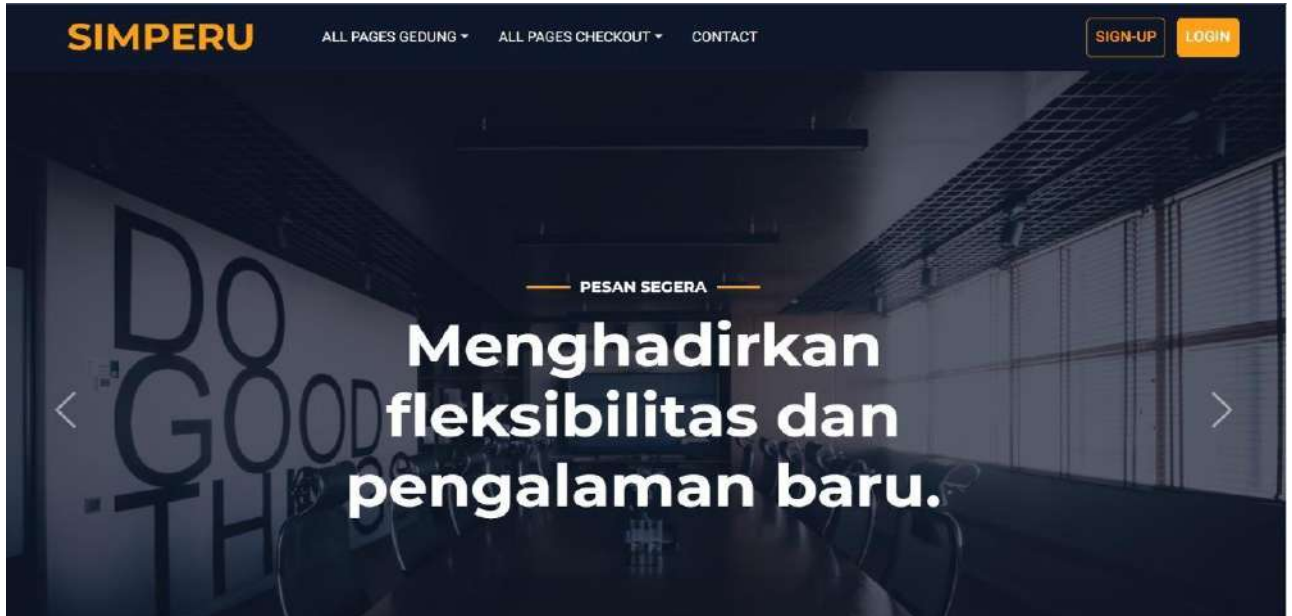 SIMPERU
ALL PAGES GEDUNG
ALL PAGES CHECKOUT
CONTACT
SIGN-UP
LOGIN
PESAN SEGERA
Menghadirkan
fleksibilitas dan
pengalaman baru.
DO
GOOD